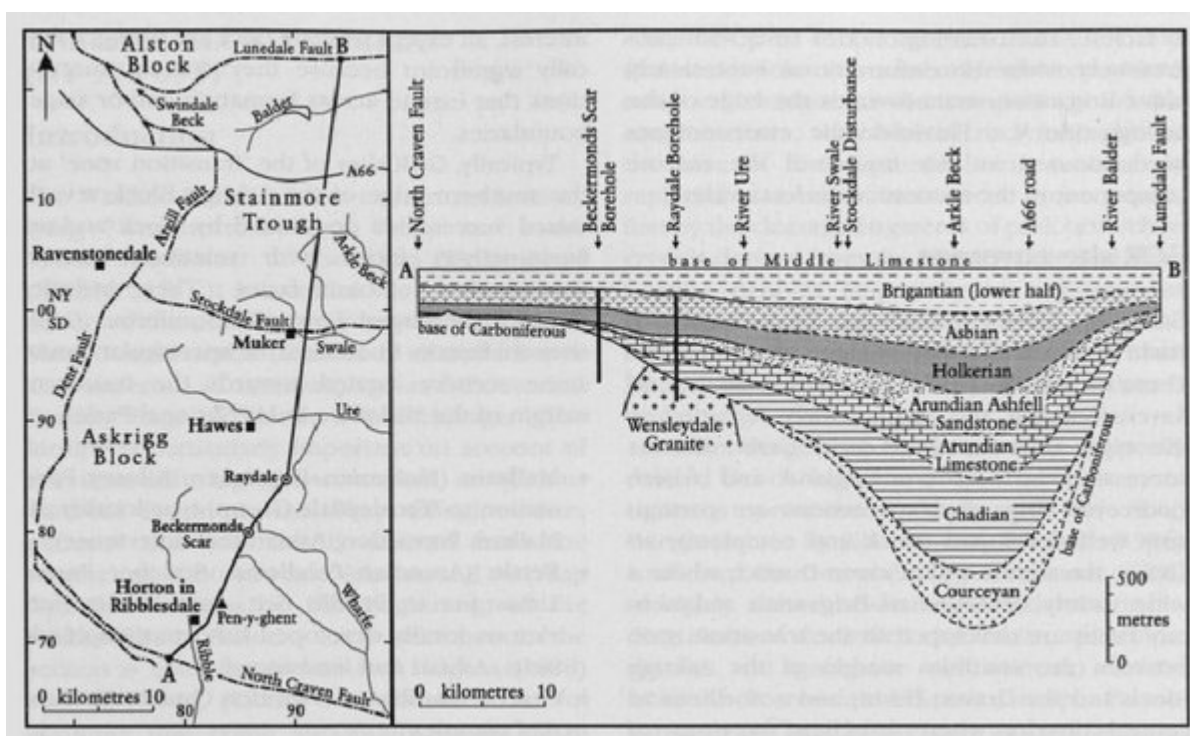 N
Alston
Block
Lunedale Fault
B
Swindale
Beck
Balder
A66
Stainmore
Trough
10
Argill Faults
Ravenstonedale
Arkle Beck
NY
SD
00
Stockdale Fault
Muker
Swale
Dent Fault
90
Ure
Hawes
Askrigg
Block
Raydale
Beckermonds
Scar
80
Horton in
Ribblesdale
Pen-y-ghent
Wharfe
70
A
Ribble
North Craven Fault
0 kilometres 10
80
90
North Craven Fault
Beckermonds Scar
Borehole
Raydale Borehole
River Ure
River Swale
Stockdale Disturbance
Arkle Beck
A66 road
River Balder
Lunedale Fault
A
base of Middle Limestone
B
Brigantian (lower half)
Asbian
base of Carboniferous
Holkerian
Arundian Ashfell
Sandstone
Arundian
Limestone
Wensleydale
Granite
Chadian
base of Carboniferous
Courceyan
500
metres
0
0 kilometres 10